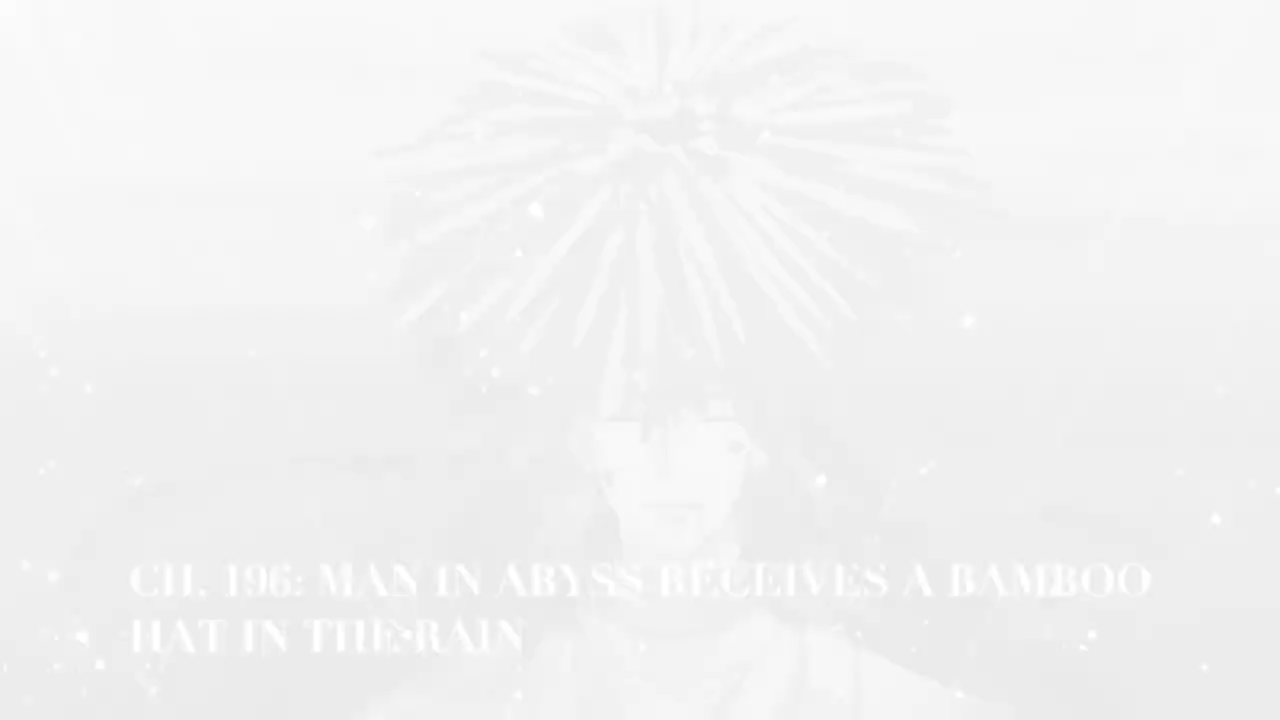 CH. 196: MAN IN ABYSS RECEIVES A BAMBOO
HAT IN THE RAIN